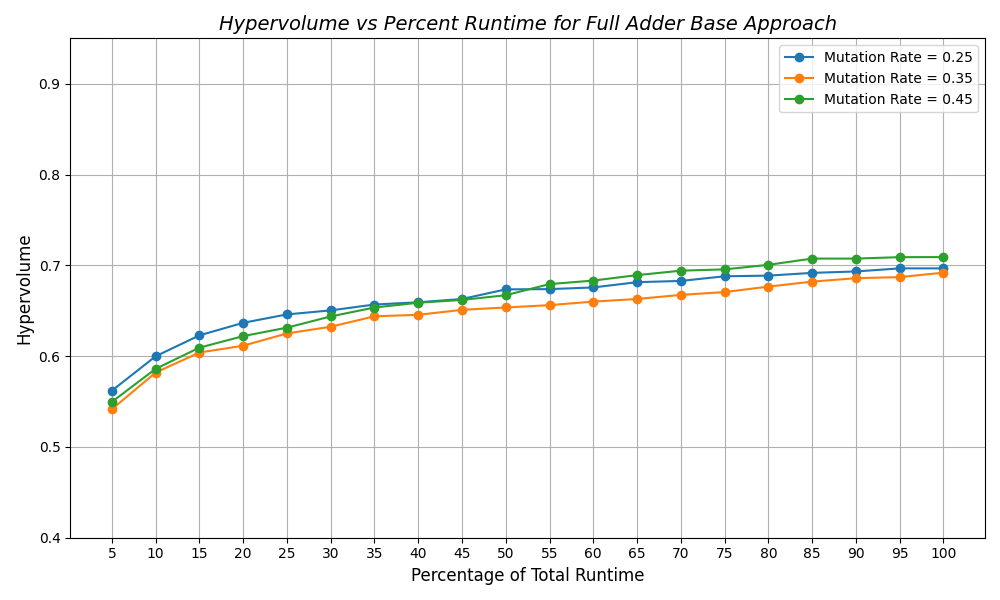 Hypervolume vs Percent Runtime for Full Adder Base Approach
Mutation Rate = 0.25
Mutation Rate = 0.35
Mutation Rate = 0.45
Hypervolume
0.9
0.8
0.7
0.6
0.5
0.4
5 10 15 20 25 30 35 40 45 50 55 60 65 70 75 80 85 90 95 100
Percentage of Total Runtime